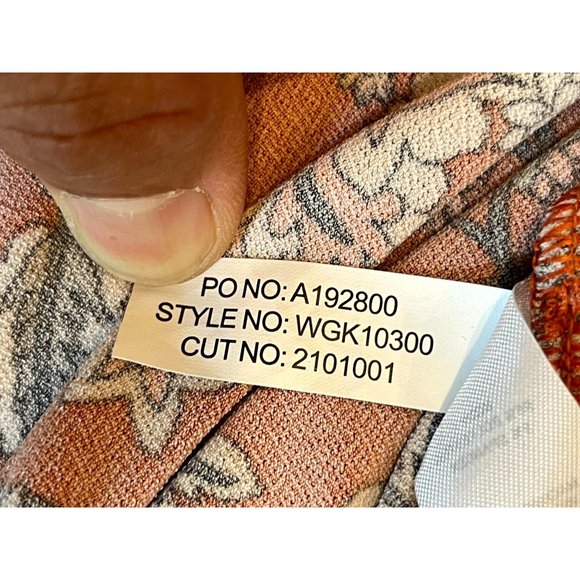 PO NO: A192800
STYLE NO: WGK10300
CUT NO: 2101001